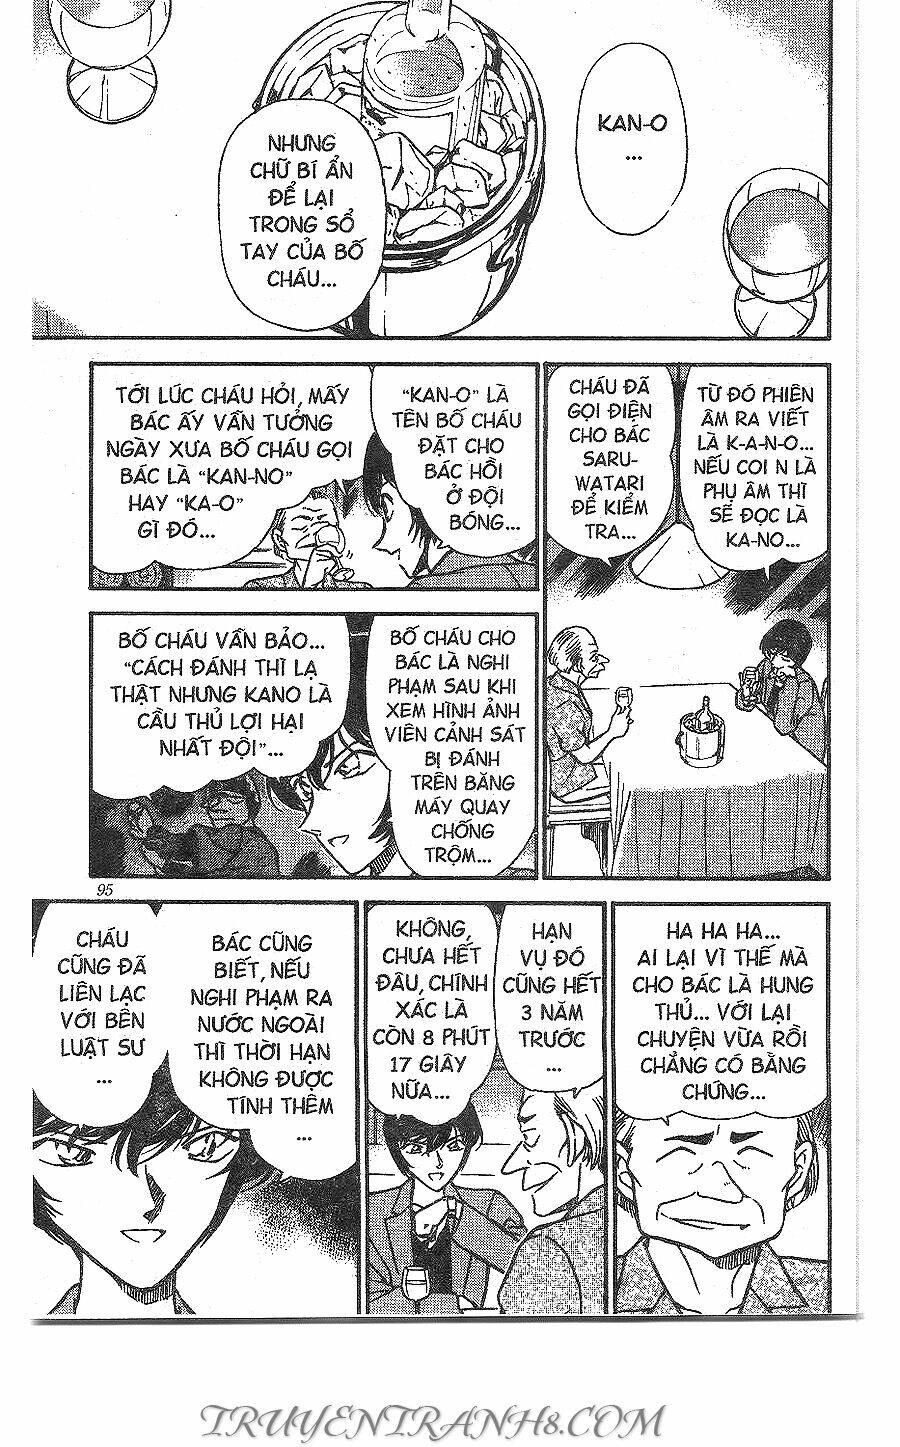 KAN-O
...
NHƯNG
CHỮ BÍ ẨN
ĐỂ LẠI
TRONG SỔ
TAY CỦA BỐ
CHÁU...
TỪ ĐÓ PHIÊN
ÂM RA VIẾT
LÀ K-A-N-O...
NẾU COI N LÀ
PHỤ ÂM THÌ
SẼ ĐỌC LÀ
KA-NO...
CHÁU ĐÃ
GỌI ĐIỆN
CHO BÁC
SARU-
WATARI
ĐỂ KIỂM
TRA...
"KAN-O" LÀ
TÊN BỐ CHÁU
ĐẶT CHO
BÁC HỒI
Ở ĐỘI
BÓNG...
TỚI LÚC CHÁU HỎI, MẤY
BÁC ẤY VẪN TƯỞNG
NGÀY XƯA BỐ CHÁU GỌI
BÁC LÀ "KAN-NO"
HAY "KA-O"
GÌ ĐÓ...
BỐ CHÁU CHO
BÁC LÀ NGHI
PHẠM SAU KHI
XEM HÌNH ẢNH
VIÊN CẢNH SÁT
BỊ ĐÁNH
TRÊN BĂNG
MÁY QUAY
CHỐNG
TRỘM...
BỐ CHÁU VẪN BẢO...
"CÁCH ĐÁNH THÌ LẠ
THẬT NHƯNG KANO LÀ
CẦU THỦ LỢI HẠI
NHẤT ĐỘI"...
95
HA HA HA...
AI LẠI VÌ THẾ MÀ
CHO BÁC LÀ HUNG
THỦ... VỚI LẠI
CHUYỆN VỪA RỒI
CHẲNG CÓ BẰNG
CHỨNG...
HẠN
VỤ ĐÓ
CŨNG HẾT
3 NĂM
TRƯỚC
...
KHÔNG,
CHƯA HẾT
ĐÂU, CHÍNH
XÁC LÀ
CÒN 8 PHÚT
17 GIÂY
NỮA...
BÁC CŨNG
BIẾT, NẾU
NGHI PHẠM RA
NƯỚC NGOÀI
THÌ THỜI HẠN
KHÔNG ĐƯỢC
TÍNH THÊM
...
CHÁU
CŨNG ĐÃ
LIÊN LẠC
VỚI BÊN
LUẬT SƯ
...
TRUYENTRANH8.COM